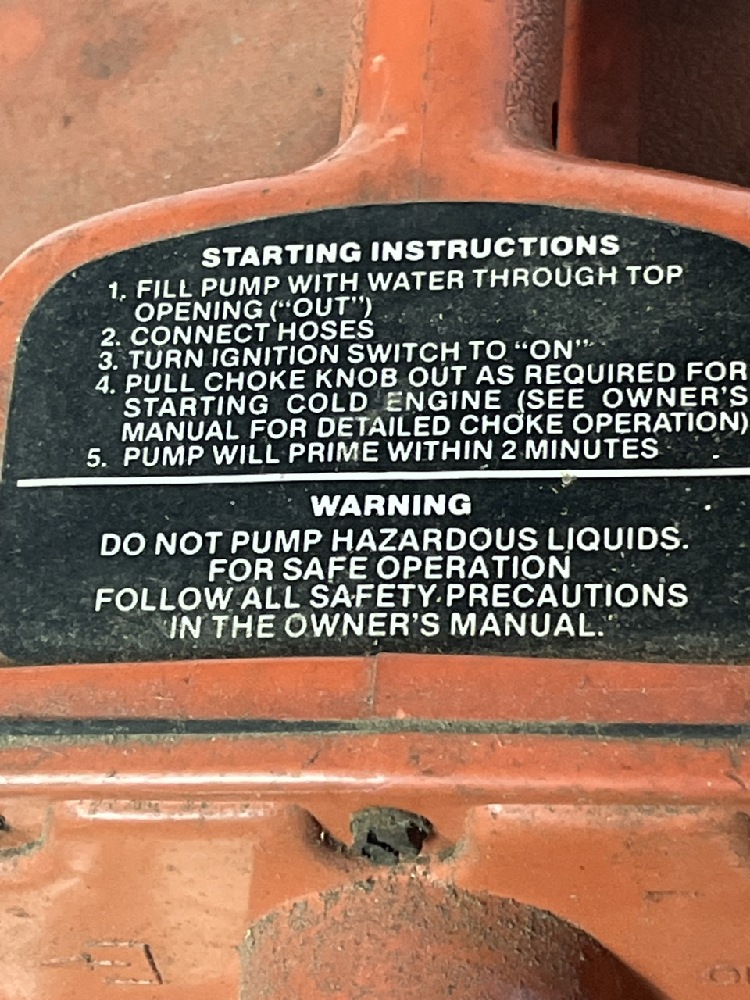 STARTING INSTRUCTIONS
1. FILL PUMP WITH WATER THROUGH TOP
OPENING ("OUT")
2. CONNECT HOSES
3. TURN IGNITION SWITCH TO "ON"
4. PULL CHOKE KNOB OUT AS REQUIRED FOR
STARTING COLD ENGINE (SEE OWNER'S
MANUAL FOR DETAILED CHOKE OPERATION)
5. PUMP WILL PRIME WITHIN 2 MINUTES
WARNING
DO NOT PUMP HAZARDOUS LIQUIDS.
FOR SAFE OPERATION
FOLLOW ALL SAFETY PRECAUTIONS
IN THE OWNER'S MANUAL.